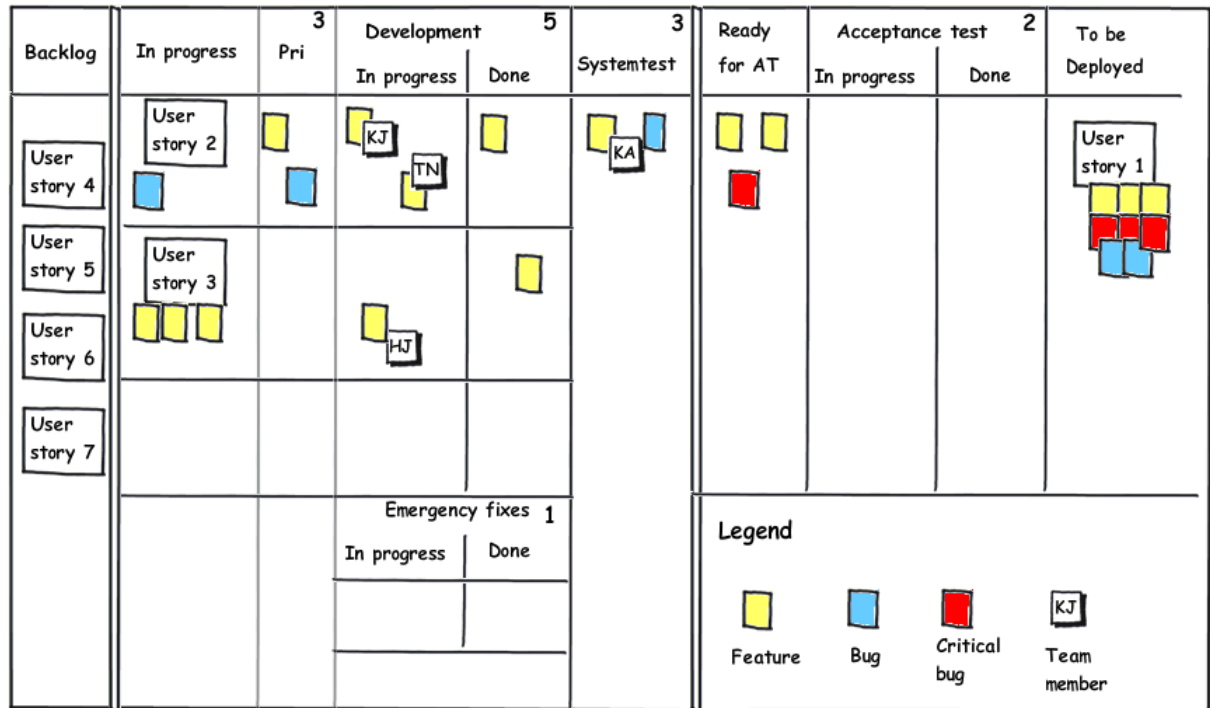 Backlog
In progress
3
Pri
Development 5
In progress
Done
3
Systemtest
Ready
for AT
Acceptance test 2
In progress
Done
To be
Deployed
User
story 4
User
story 5
User
story 6
User
story 7
User
story 2
KJ
TN
KA
User
story 1
User
story 3
HJ
Emergency fixes 1
In progress
Done
Legend
Feature
Bug
Critical
bug
KJ
Team
member